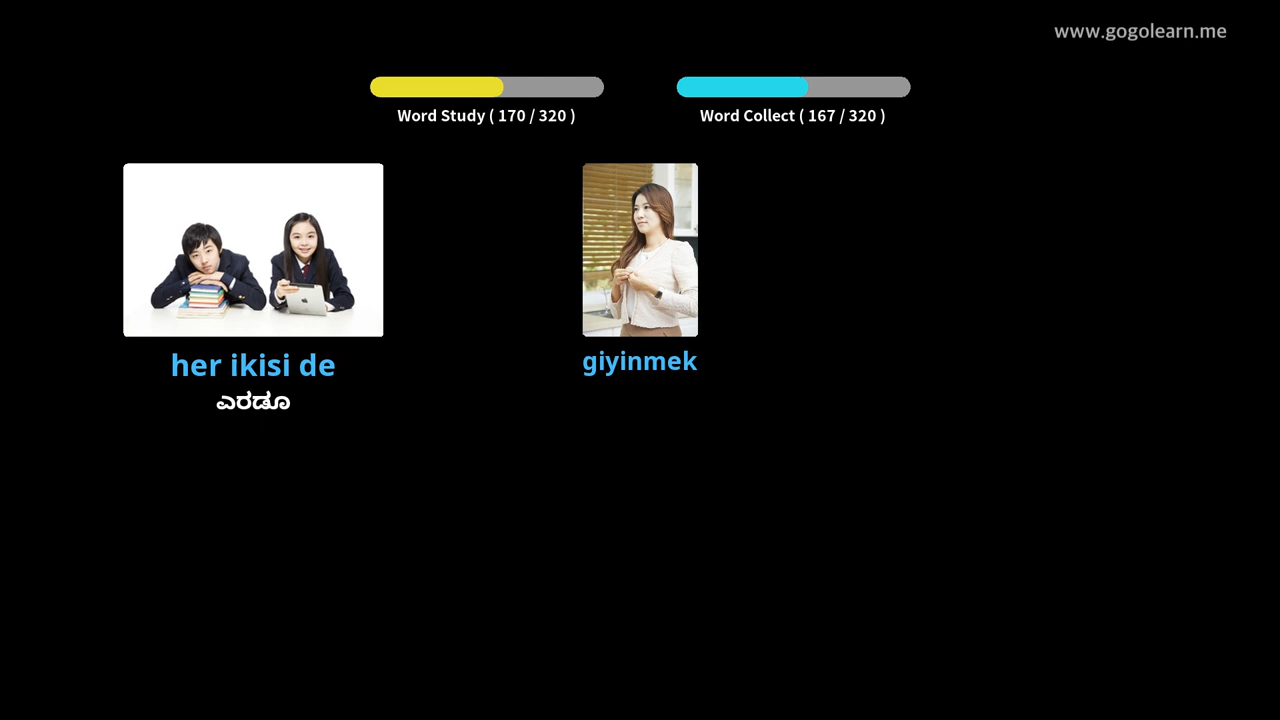 www.gogolearn.me
Word Study ( 170 / 320 )
Word Collect ( 167 / 320 )
her ikisi de
ಎರಡೂ
giyinmek